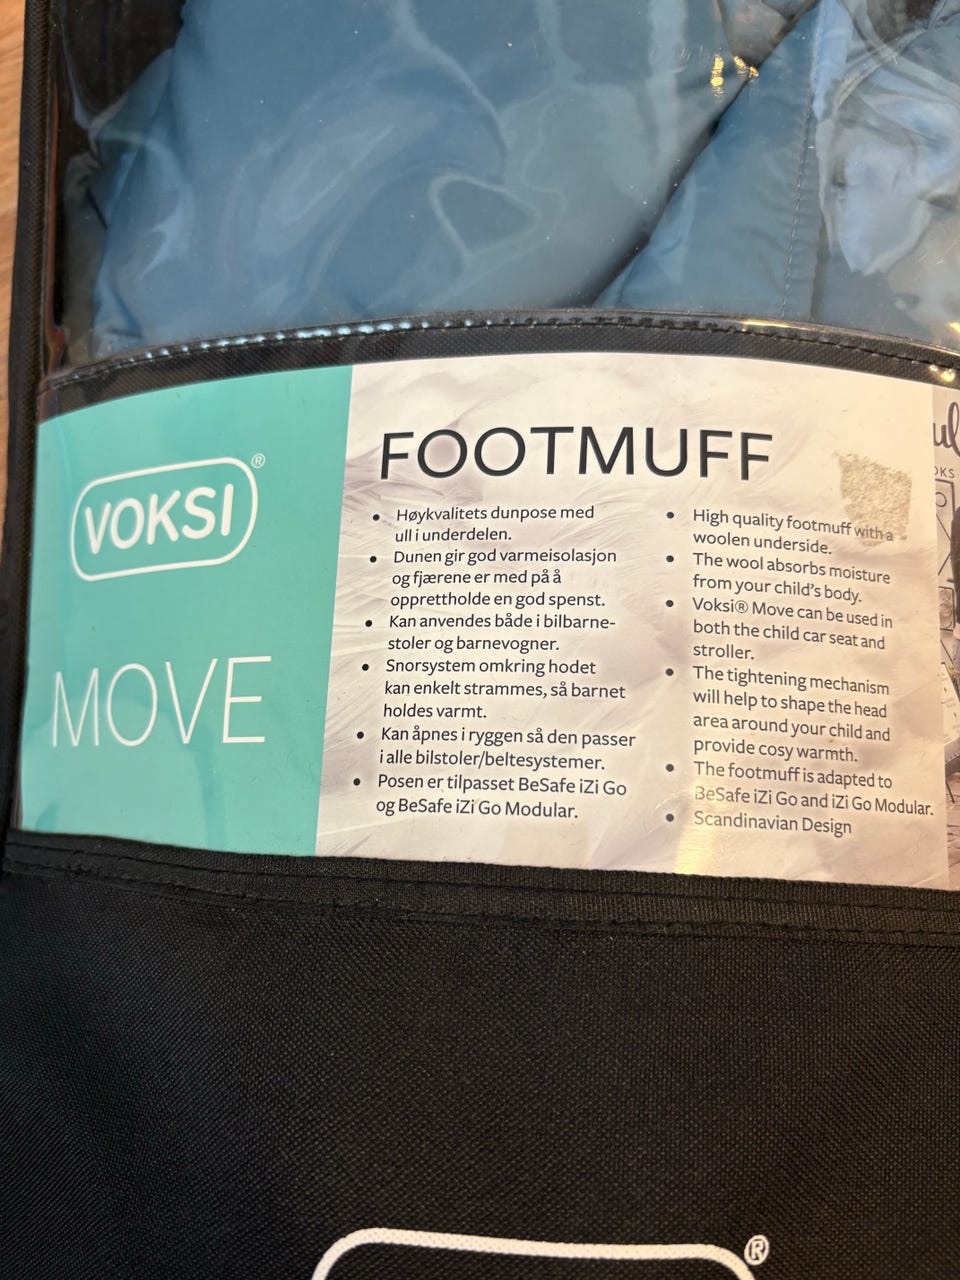 VOKSI®
MOVE
FOOTMUFF
• Høykvalitets dunpose med
ull i underdelen.
• Dunen gir god varmeisolasjon
og fjærene er med på å
opprettholde en god spenst.
• Kan anvendes både i bilbarne-
stoler og barnevogner.
• Snorsystem omkring hodet
kan enkelt strammes, så barnet
holdes varmt.
• Kan åpnes i ryggen så den passer
i alle bilstoler/beltesystemer.
• Posen er tilpasset BeSafe iZi Go
og BeSafe iZi Go Modular.
• High quality footmuff with a
woolen underside.
• The wool absorbs moisture
from your child's body.
• Voksi® Move can be used in
both the child car seat and
stroller.
• The tightening mechanism
will help to shape the head
area around your child and
provide cosy warmth.
• The footmuff is adapted to
BeSafe iZi Go and iZi Go Modular.
• Scandinavian Design
®